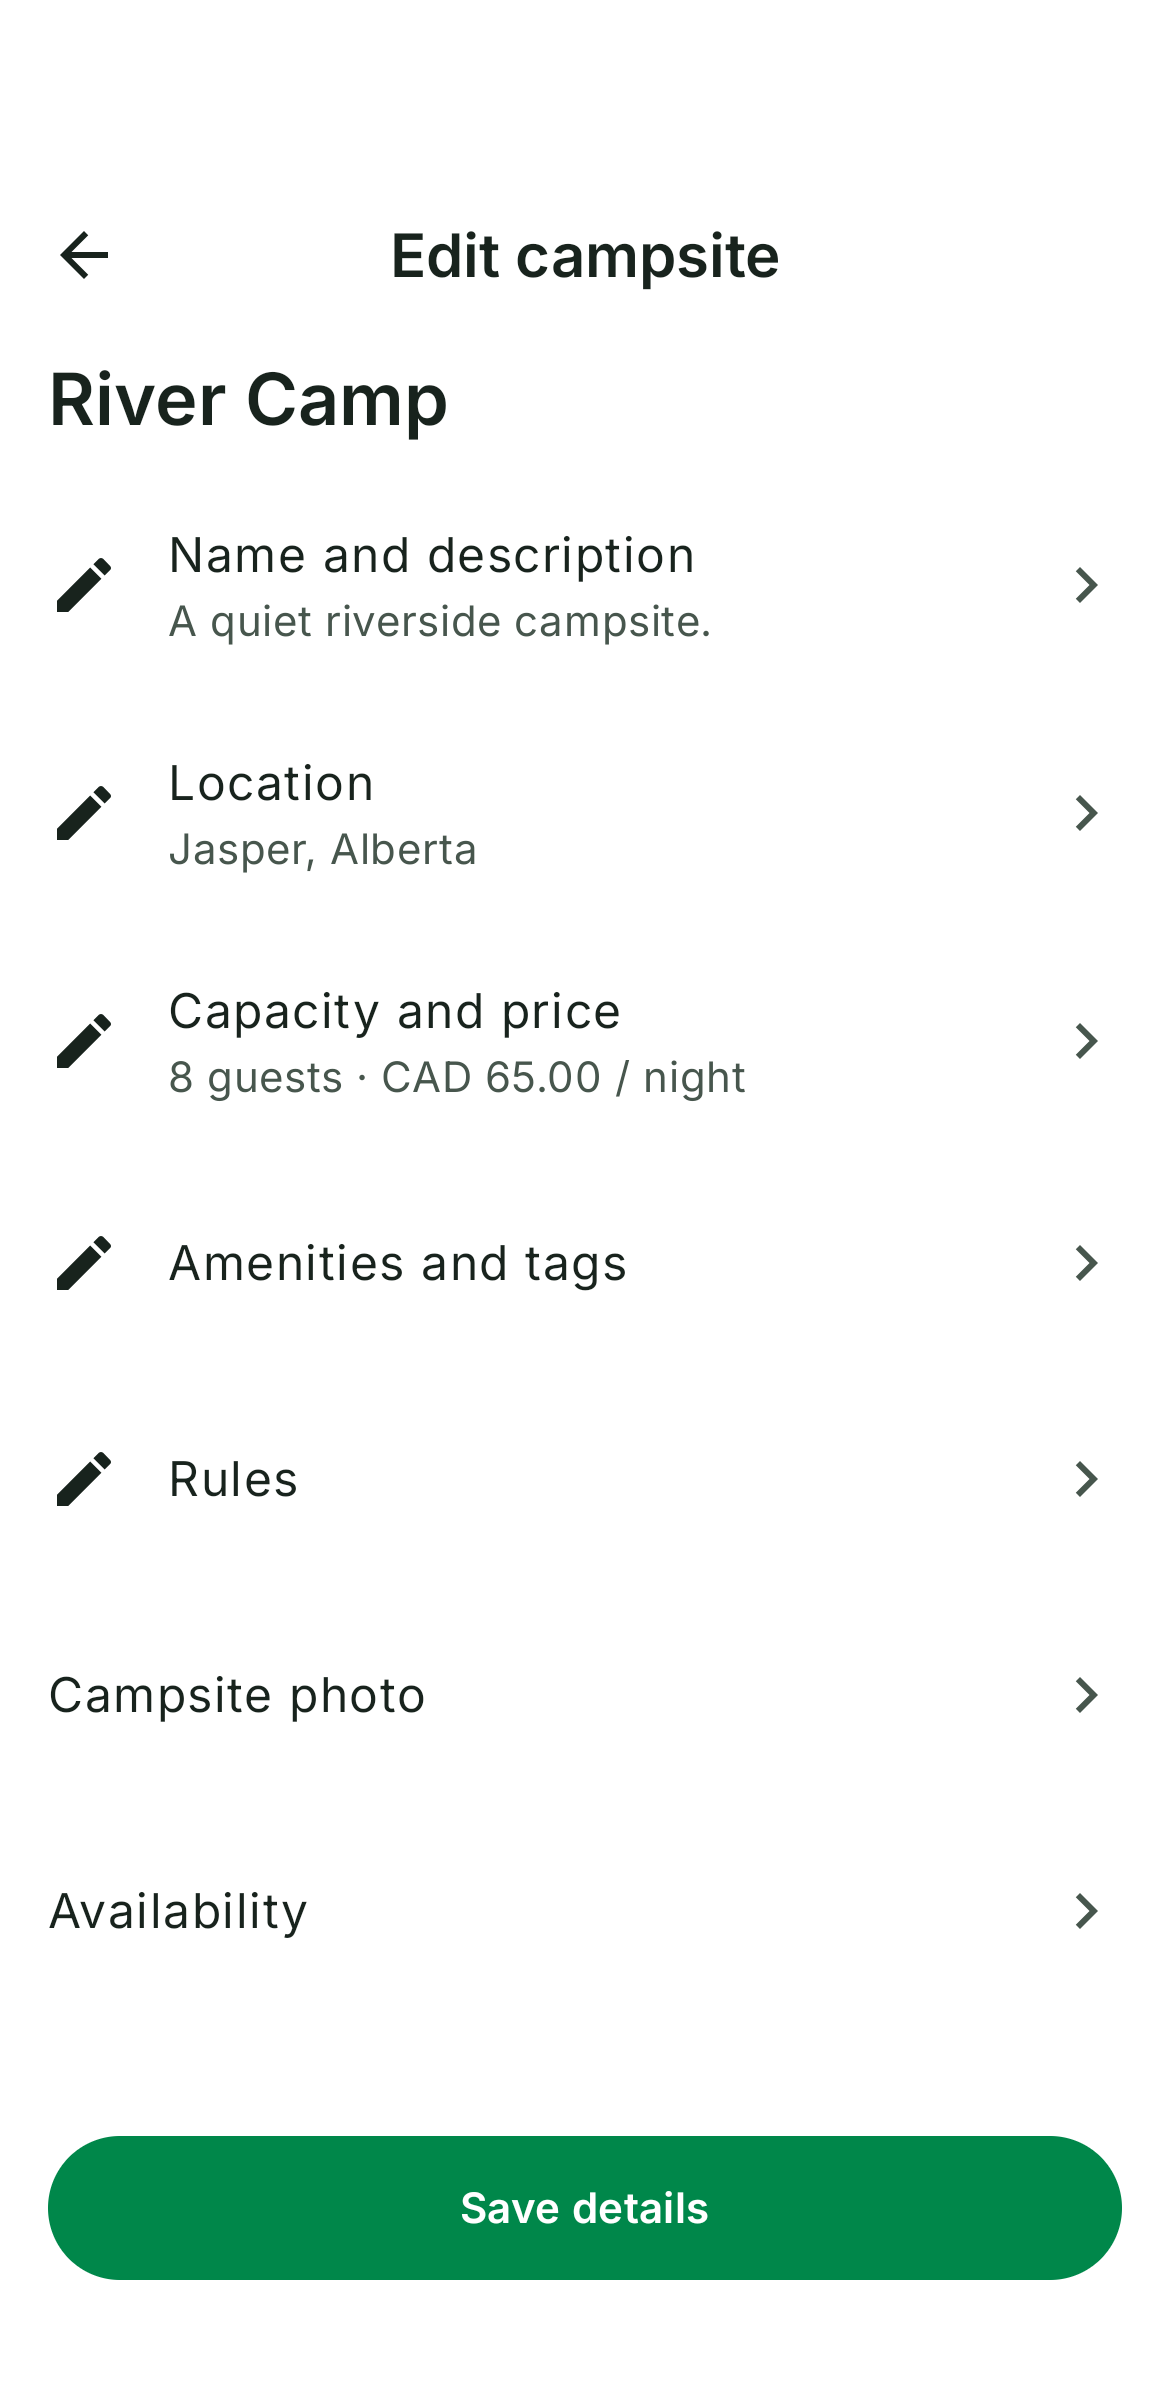 Edit campsite
River Camp
Name and description
A quiet riverside campsite.
Location
Jasper, Alberta
Capacity and price
8 guests · CAD 65.00 / night
Amenities and tags
Rules
Campsite photo
Availability
Save details